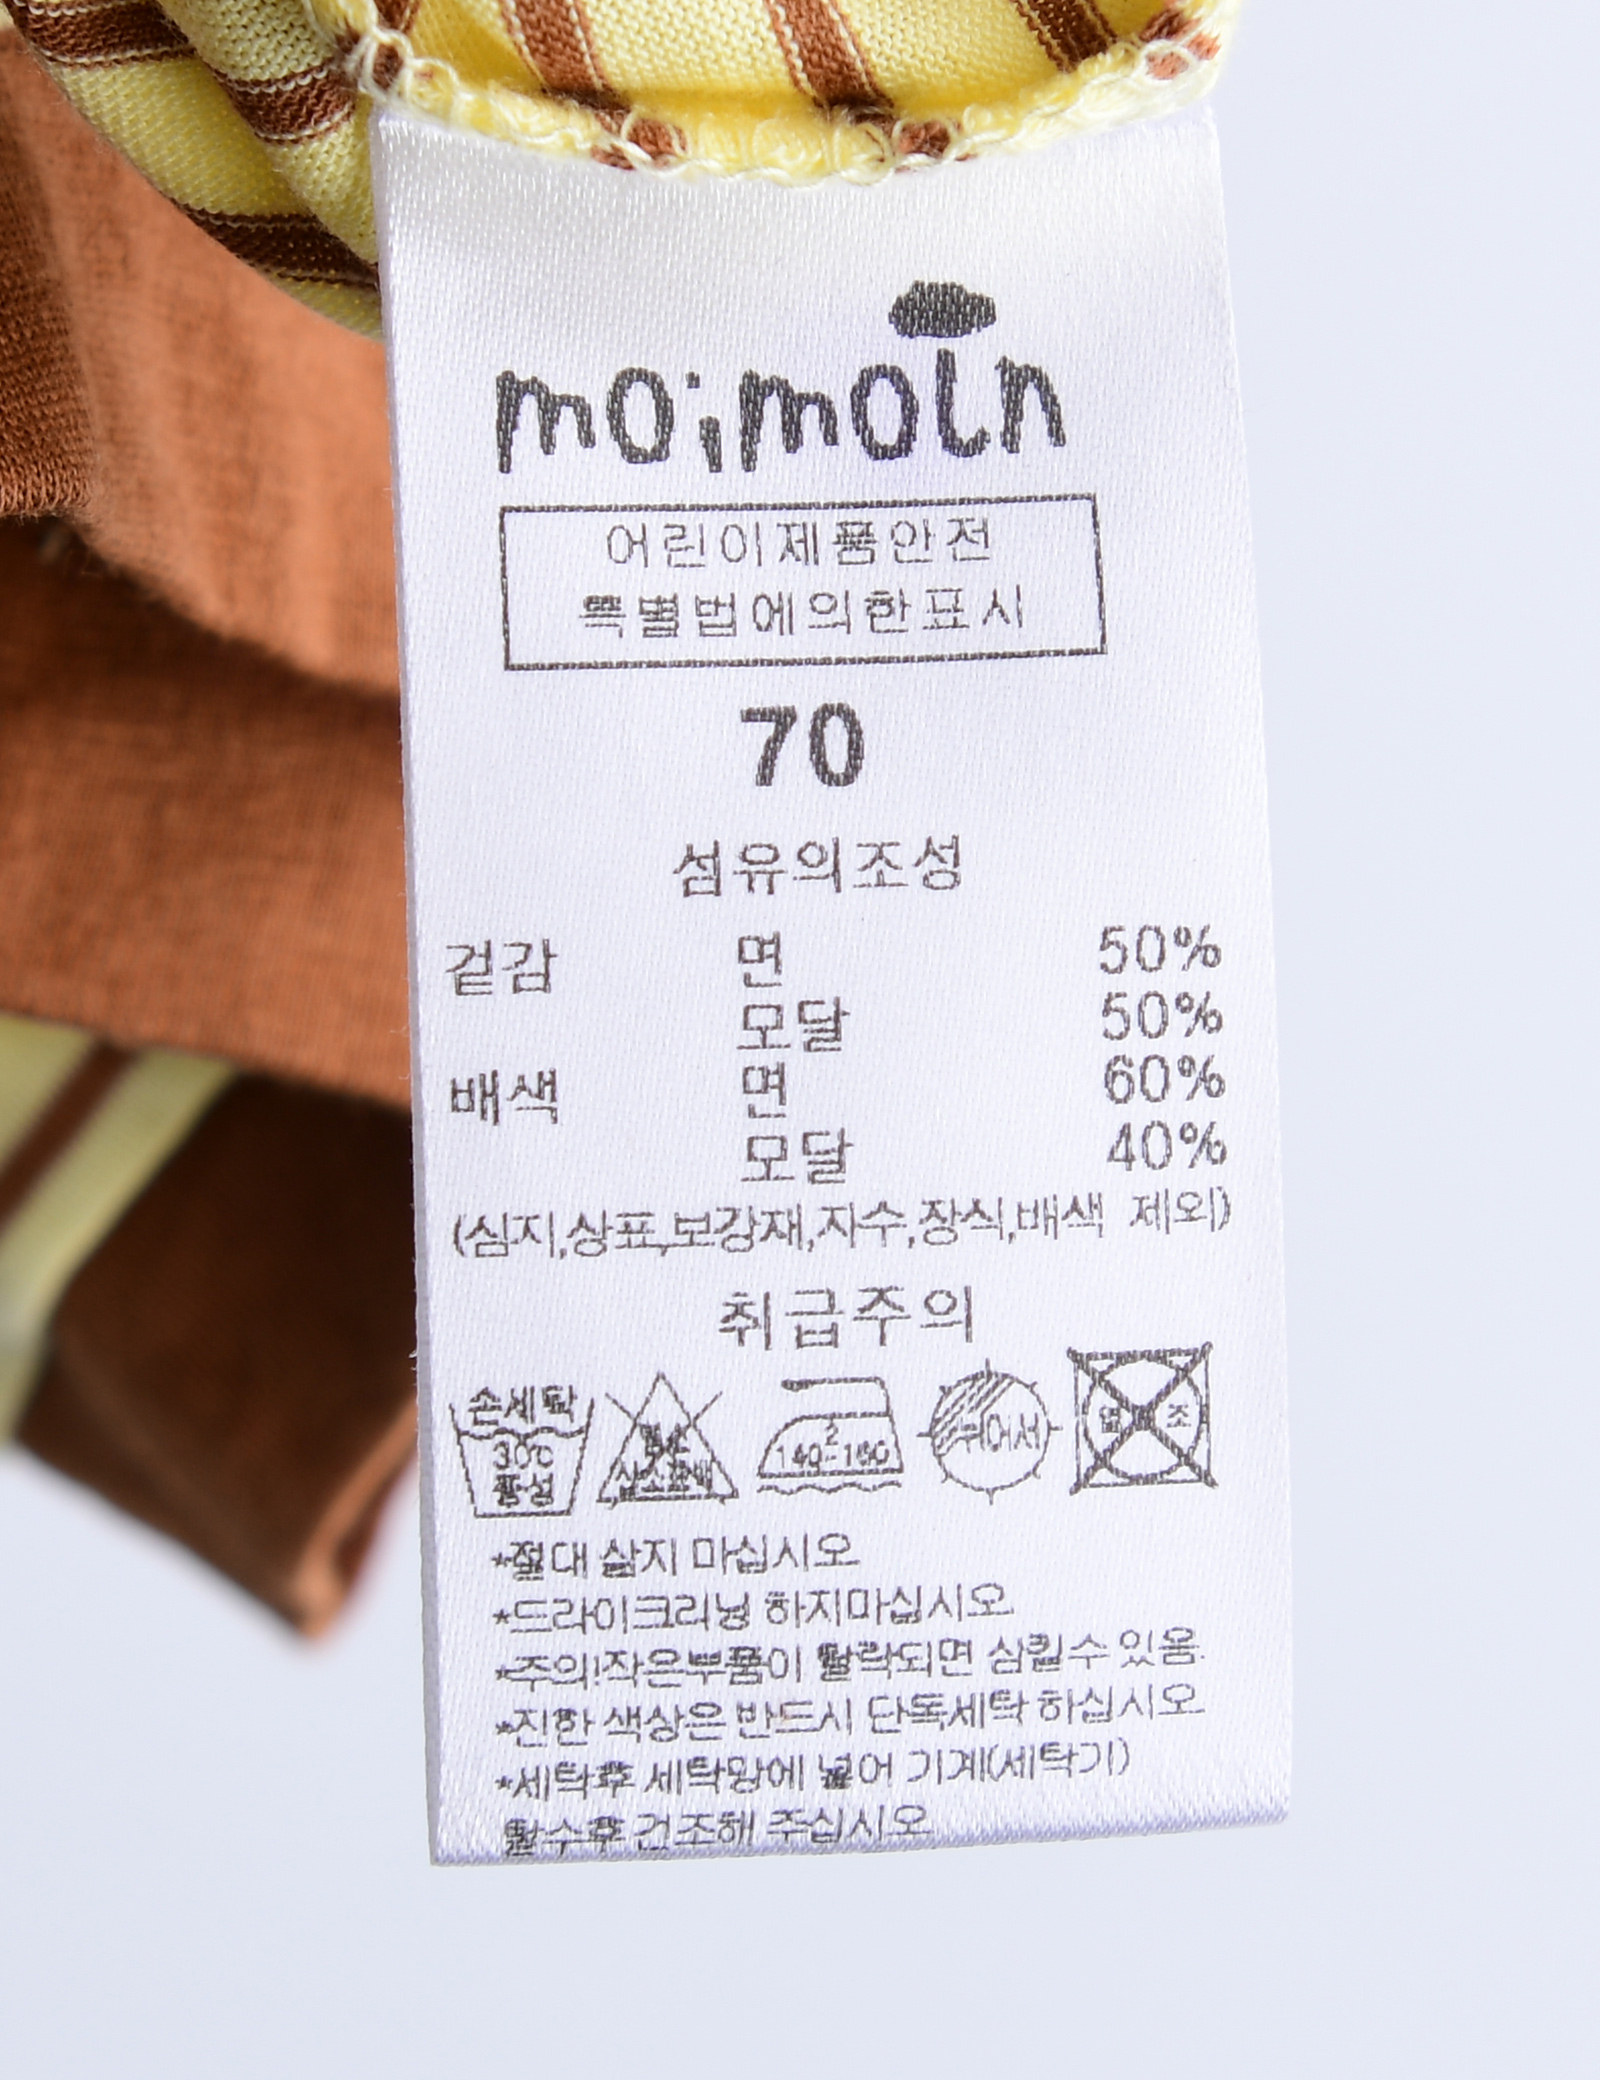 moimoln
어린이제품안전
특별법에의한표시
70
섬유의조성
겉감 면 50%
모달 50%
배색 면 60%
모달 40%
(심지,상표,보강재,자수,장식,배색 제외)
취급주의
손세탁
30c
중성
산소표백
2
140-160
뉘어서
*절대 삶지 마십시오
*드라이크리닝 하지마십시오
*주의!작은부품이 탈락되면 삼킬수 있음.
*진한 색상은 반드시 단독세탁 하십시오
*세탁후 세탁망에 넣어 기계(세탁기)
탈수후 건조해 주십시오